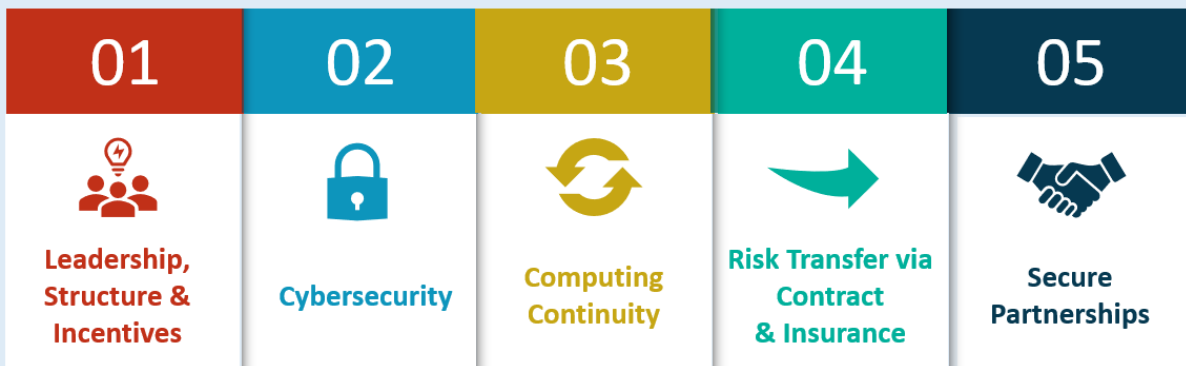 01
Leadership,
Structure &
Incentives
02
Cybersecurity
03
Computing
Continuity
04
Risk Transfer via
Contract
& Insurance
05
Secure
Partnerships